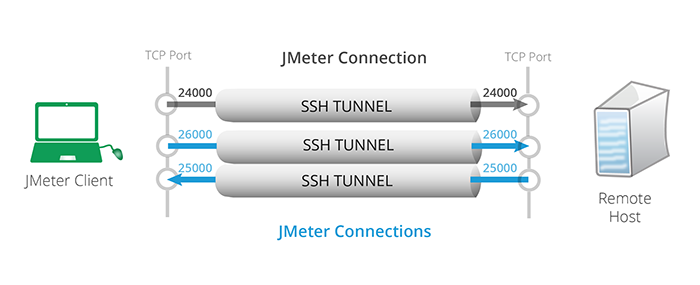 JMeter Connection
TCP Port
TCP Port
24000
SSH TUNNEL
24000
26000
SSH TUNNEL
26000
25000
SSH TUNNEL
25000
JMeter Client
Remote
Host
JMeter Connections